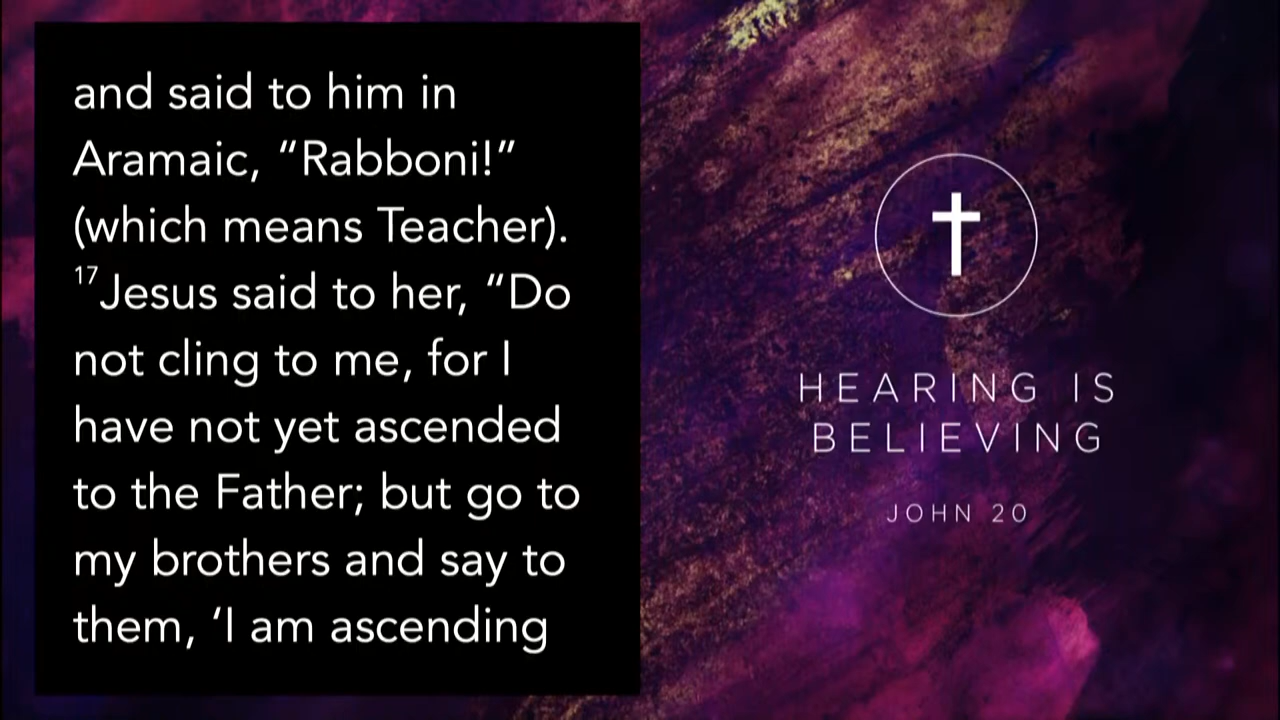 and said to him in
Aramaic, “Rabboni!”
(which means Teacher).
17Jesus said to her, “Do
not cling to me, for I
have not yet ascended
to the Father; but go to
my brothers and say to
them, ‘I am ascending
HEARING IS
BELIEVING
JOHN 20